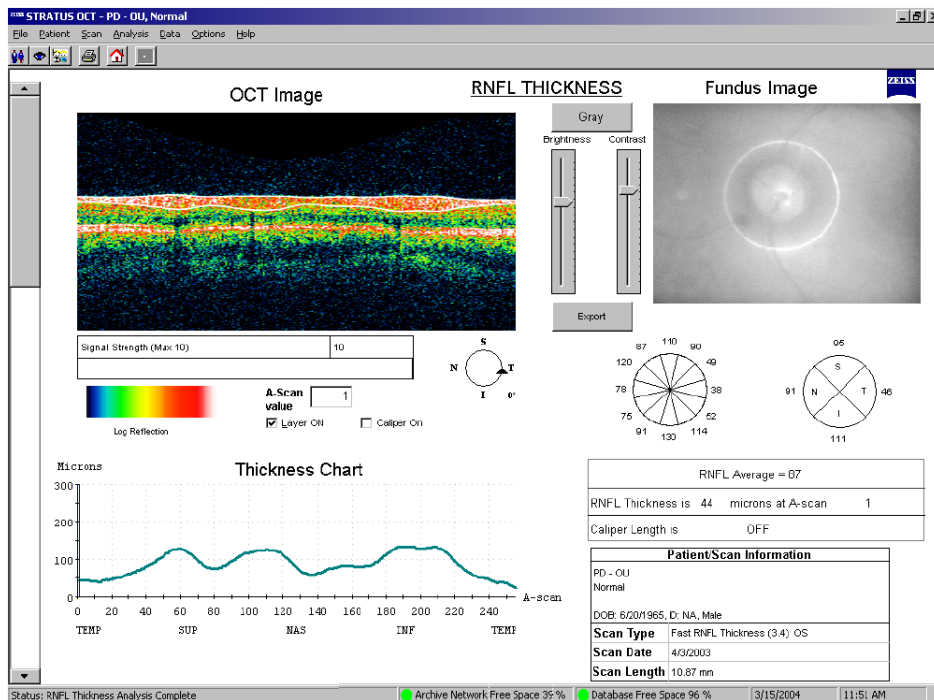 ZEISS STRATUS OCT - PD - OU, Normal
File Patient Scan Analysis Data Options Help
OCT Image
RNFL THICKNESS
Fundus Image
ZEISS
Gray
Brightness Contrast
Export
Signal Strength (Max 10) 10
S
N T
I 0°
A-Scan value 1
Layer ON Caliper On
Log Reflection
87 110 90
120 49
78 38
75 52
91 130 114
95
S
91 N T 46
I
111
Microns
Thickness Chart
300
200
100
0
A-scan
0 20 40 60 80 100 120 140 160 180 200 220 240
TEMP SUP NAS INF TEMP
RNFL Average = 87
RNFL Thickness is 44 microns at A-scan 1
Caliper Length is OFF
Patient/Scan Information
PD - OU
Normal
DOB: 6/20/1965, ID: NA, Male
Scan Type Fast RNFL Thickness (3.4) OS
Scan Date 4/3/2003
Scan Length 10.87 mm
Status: RNFL Thickness Analysis Complete
Archive Network Free Space 39 %
Database Free Space 96 %
3/15/2004
11:51 AM